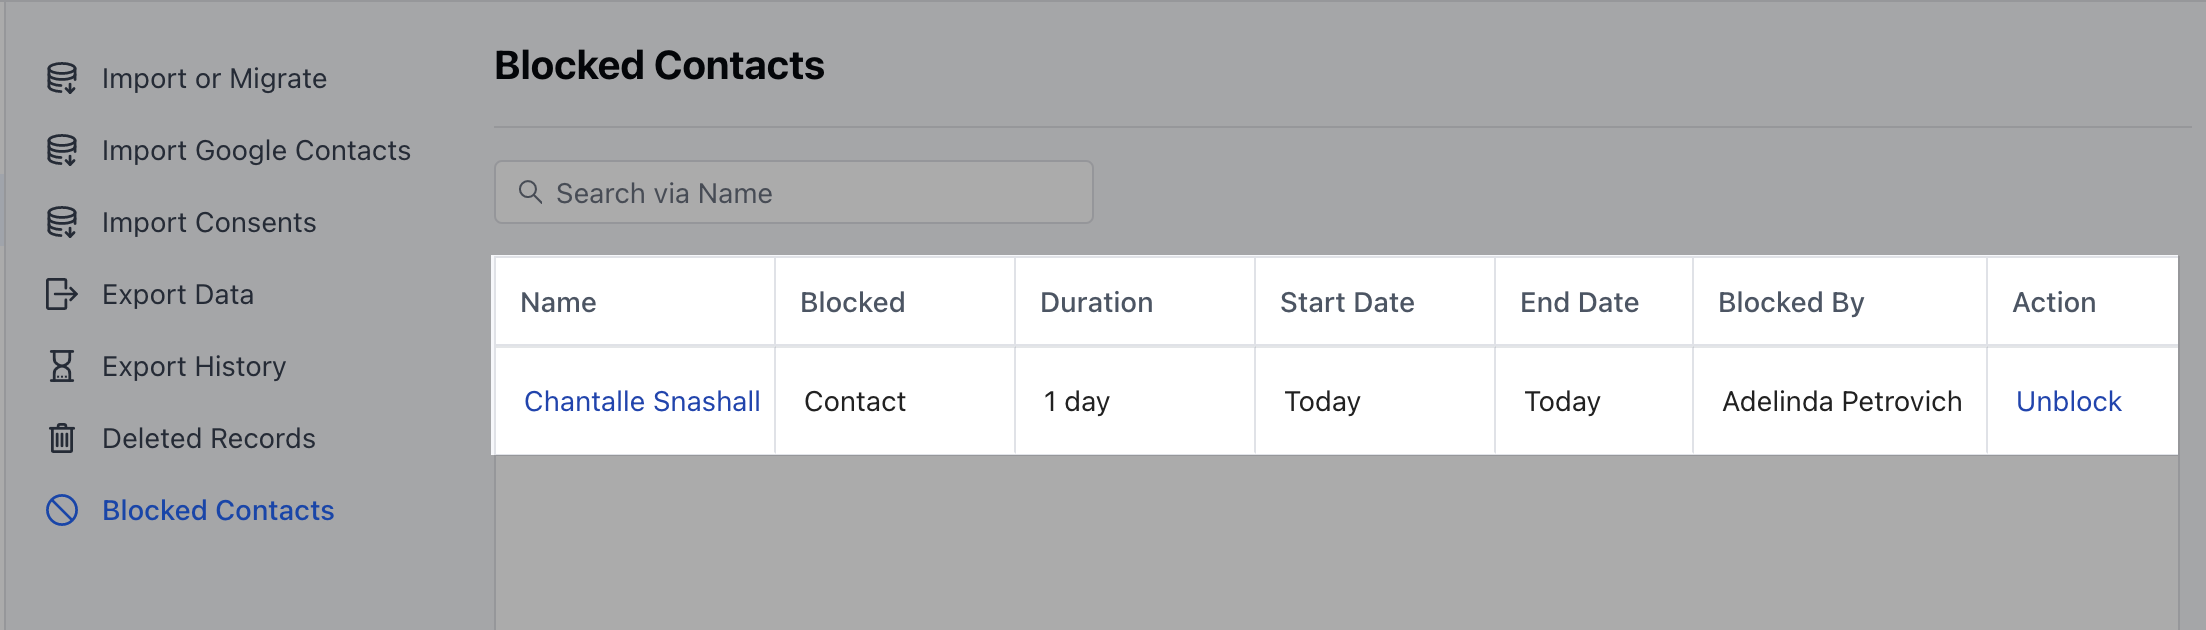 Import or Migrate
Import Google Contacts
Import Consents
Export Data
Export History
Deleted Records
Blocked Contacts
Blocked Contacts
Search via Name
Name Blocked Duration Start Date End Date Blocked By Action
Chantalle Snashall Contact 1 day Today Today Adelinda Petrovich Unblock